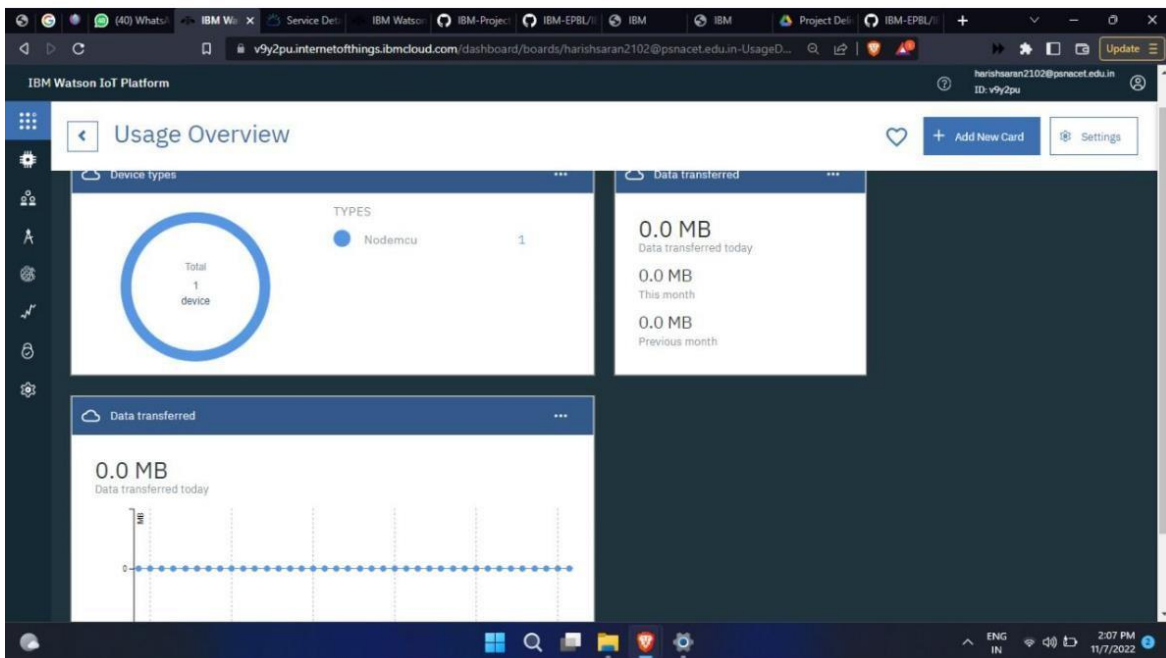 (40) WhatsA
IBM Wa
Service Deta
IBM Watson
IBM-Project
IBM-EPBL/I
IBM
IBM
Project Deli
IBM-EPBL/I
v9y2pu.internetofthings.ibmcloud.com/dashboard/boards/harishsaran2102@psnacet.edu.in-UsageD...
Update
IBM Watson IoT Platform
harishsaran2102@psnacet.edu.in
ID: v9y2pu
Usage Overview
+ Add New Card
Settings
Device types
TYPES
Nodemcu 1
Total
1
device
Data transferred
0.0 MB
Data transferred today
0.0 MB
This month
0.0 MB
Previous month
Data transferred
0.0 MB
Data transferred today
MB
0
ENG
IN
2:07 PM
11/7/2022
2